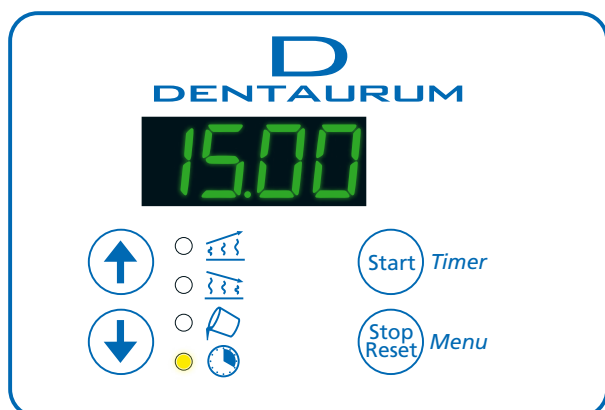 D
DENTAURUM
15.00
Start Timer
Stop
Reset Menu